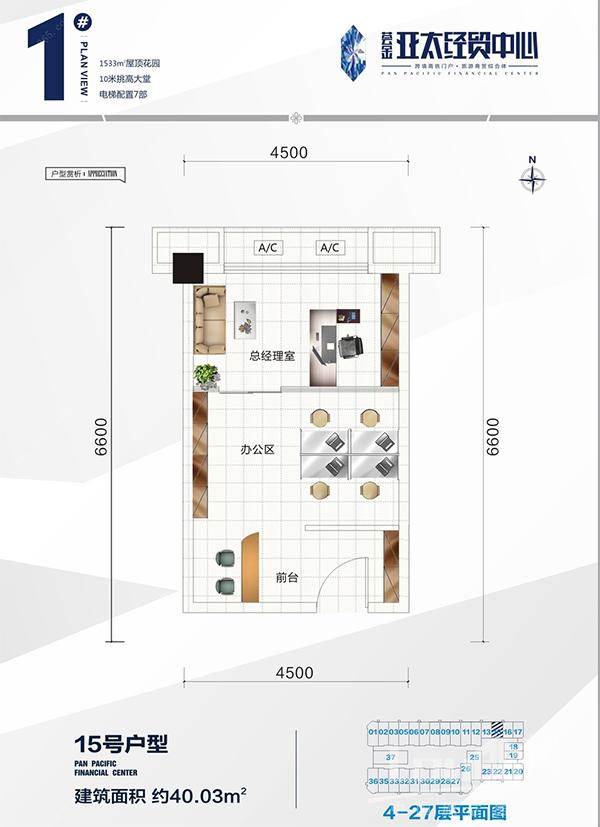 1#
PLAN VIEW
1533㎡屋顶花园
10米挑高大堂
电梯配置7部
荟金
亚太经贸中心
跨境商务门户·旅游商贸综合体
PAN PACIFIC FINANCIAL CENTER
户型赏析：APPRECIATION
4500
N
A/C
A/C
总经理室
6600
6600
办公区
前台
4500
15号户型
PAN PACIFIC
FINANCIAL CENTER
建筑面积 约40.03m²
01 02 03 05 06 07 08 09 10 11 12 13 16 17
18
19
37
25
26
36 35 34 33 32 31 30 29 28 27
23 22 21 20
4-27层平面图